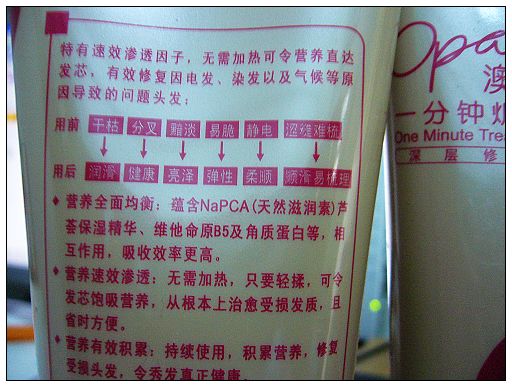 特有速效渗透因子，无需加热可令营养直达
发芯，有效修复因电发、染发以及气候等原
因导致的问题头发：
用前 干枯 分叉 黯淡 易脆 静电 涩缠难梳
用后 润滑 健康 亮泽 弹性 柔顺 顺滑易梳理
♦ 营养全面均衡：蕴含NaPCA(天然滋润素)芦
荟保湿精华、维他命原B5及角质蛋白等，相
互作用，吸收效率更高。
♦ 营养速效渗透：无需加热，只要轻揉，可令
发芯饱吸营养，从根本上治愈受损发质，且
省时方便。
♦ 营养有效积累：持续使用，积累营养，修复
受损头发，令秀发真正健康。
Opa
澳
一分钟焗
One Minute Tre
深层修